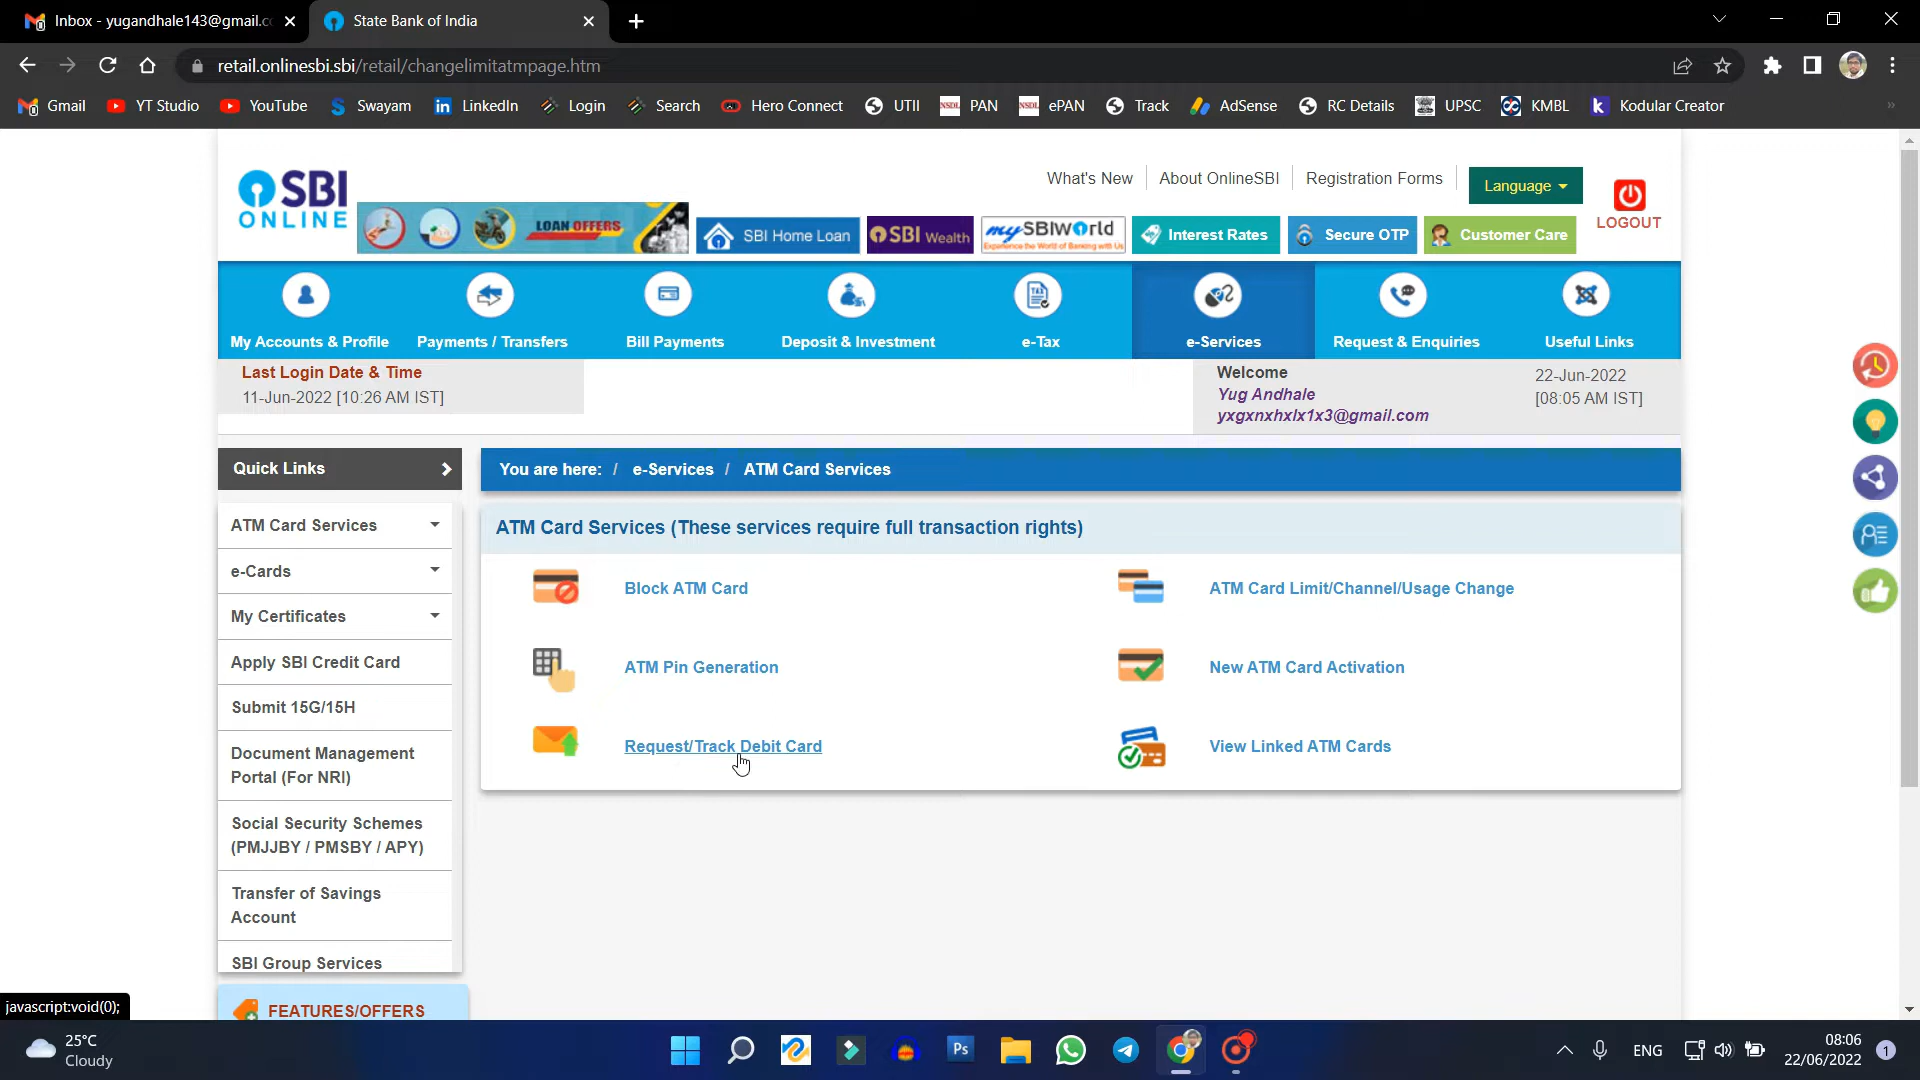 Inbox - yugandhale143@gmail.c
State Bank of India
retail.onlinesbi.sbi/retail/changelimitatmpage.htm
Gmail
YT Studio
YouTube
Swayam
LinkedIn
Login
Search
Hero Connect
UTII
PAN
ePAN
Track
AdSense
RC Details
UPSC
KMBL
Kodular Creator
What's New
About OnlineSBI
Registration Forms
Language
LOGOUT
SBI
ONLINE
LOAN OFFERS
SBI Home Loan
SBI Wealth
mySBIWorld
Experience the World of Banking with Us
Interest Rates
Secure OTP
Customer Care
My Accounts & Profile
Payments / Transfers
Bill Payments
Deposit & Investment
e-Tax
e-Services
Request & Enquiries
Useful Links
Last Login Date & Time
11-Jun-2022 [10:26 AM IST]
Welcome
Yug Andhale
yxgxnxhxlx1x3@gmail.com
22-Jun-2022
[08:05 AM IST]
Quick Links
You are here: / e-Services / ATM Card Services
ATM Card Services
e-Cards
My Certificates
Apply SBI Credit Card
Submit 15G/15H
Document Management
Portal (For NRI)
Social Security Schemes
(PMJJBY / PMSBY / APY)
Transfer of Savings
Account
SBI Group Services
FEATURES/OFFERS
ATM Card Services (These services require full transaction rights)
Block ATM Card
ATM Card Limit/Channel/Usage Change
ATM Pin Generation
New ATM Card Activation
Request/Track Debit Card
View Linked ATM Cards
javascript:void(0);
25°C
Cloudy
Ps
ENG
08:06
22/06/2022
1